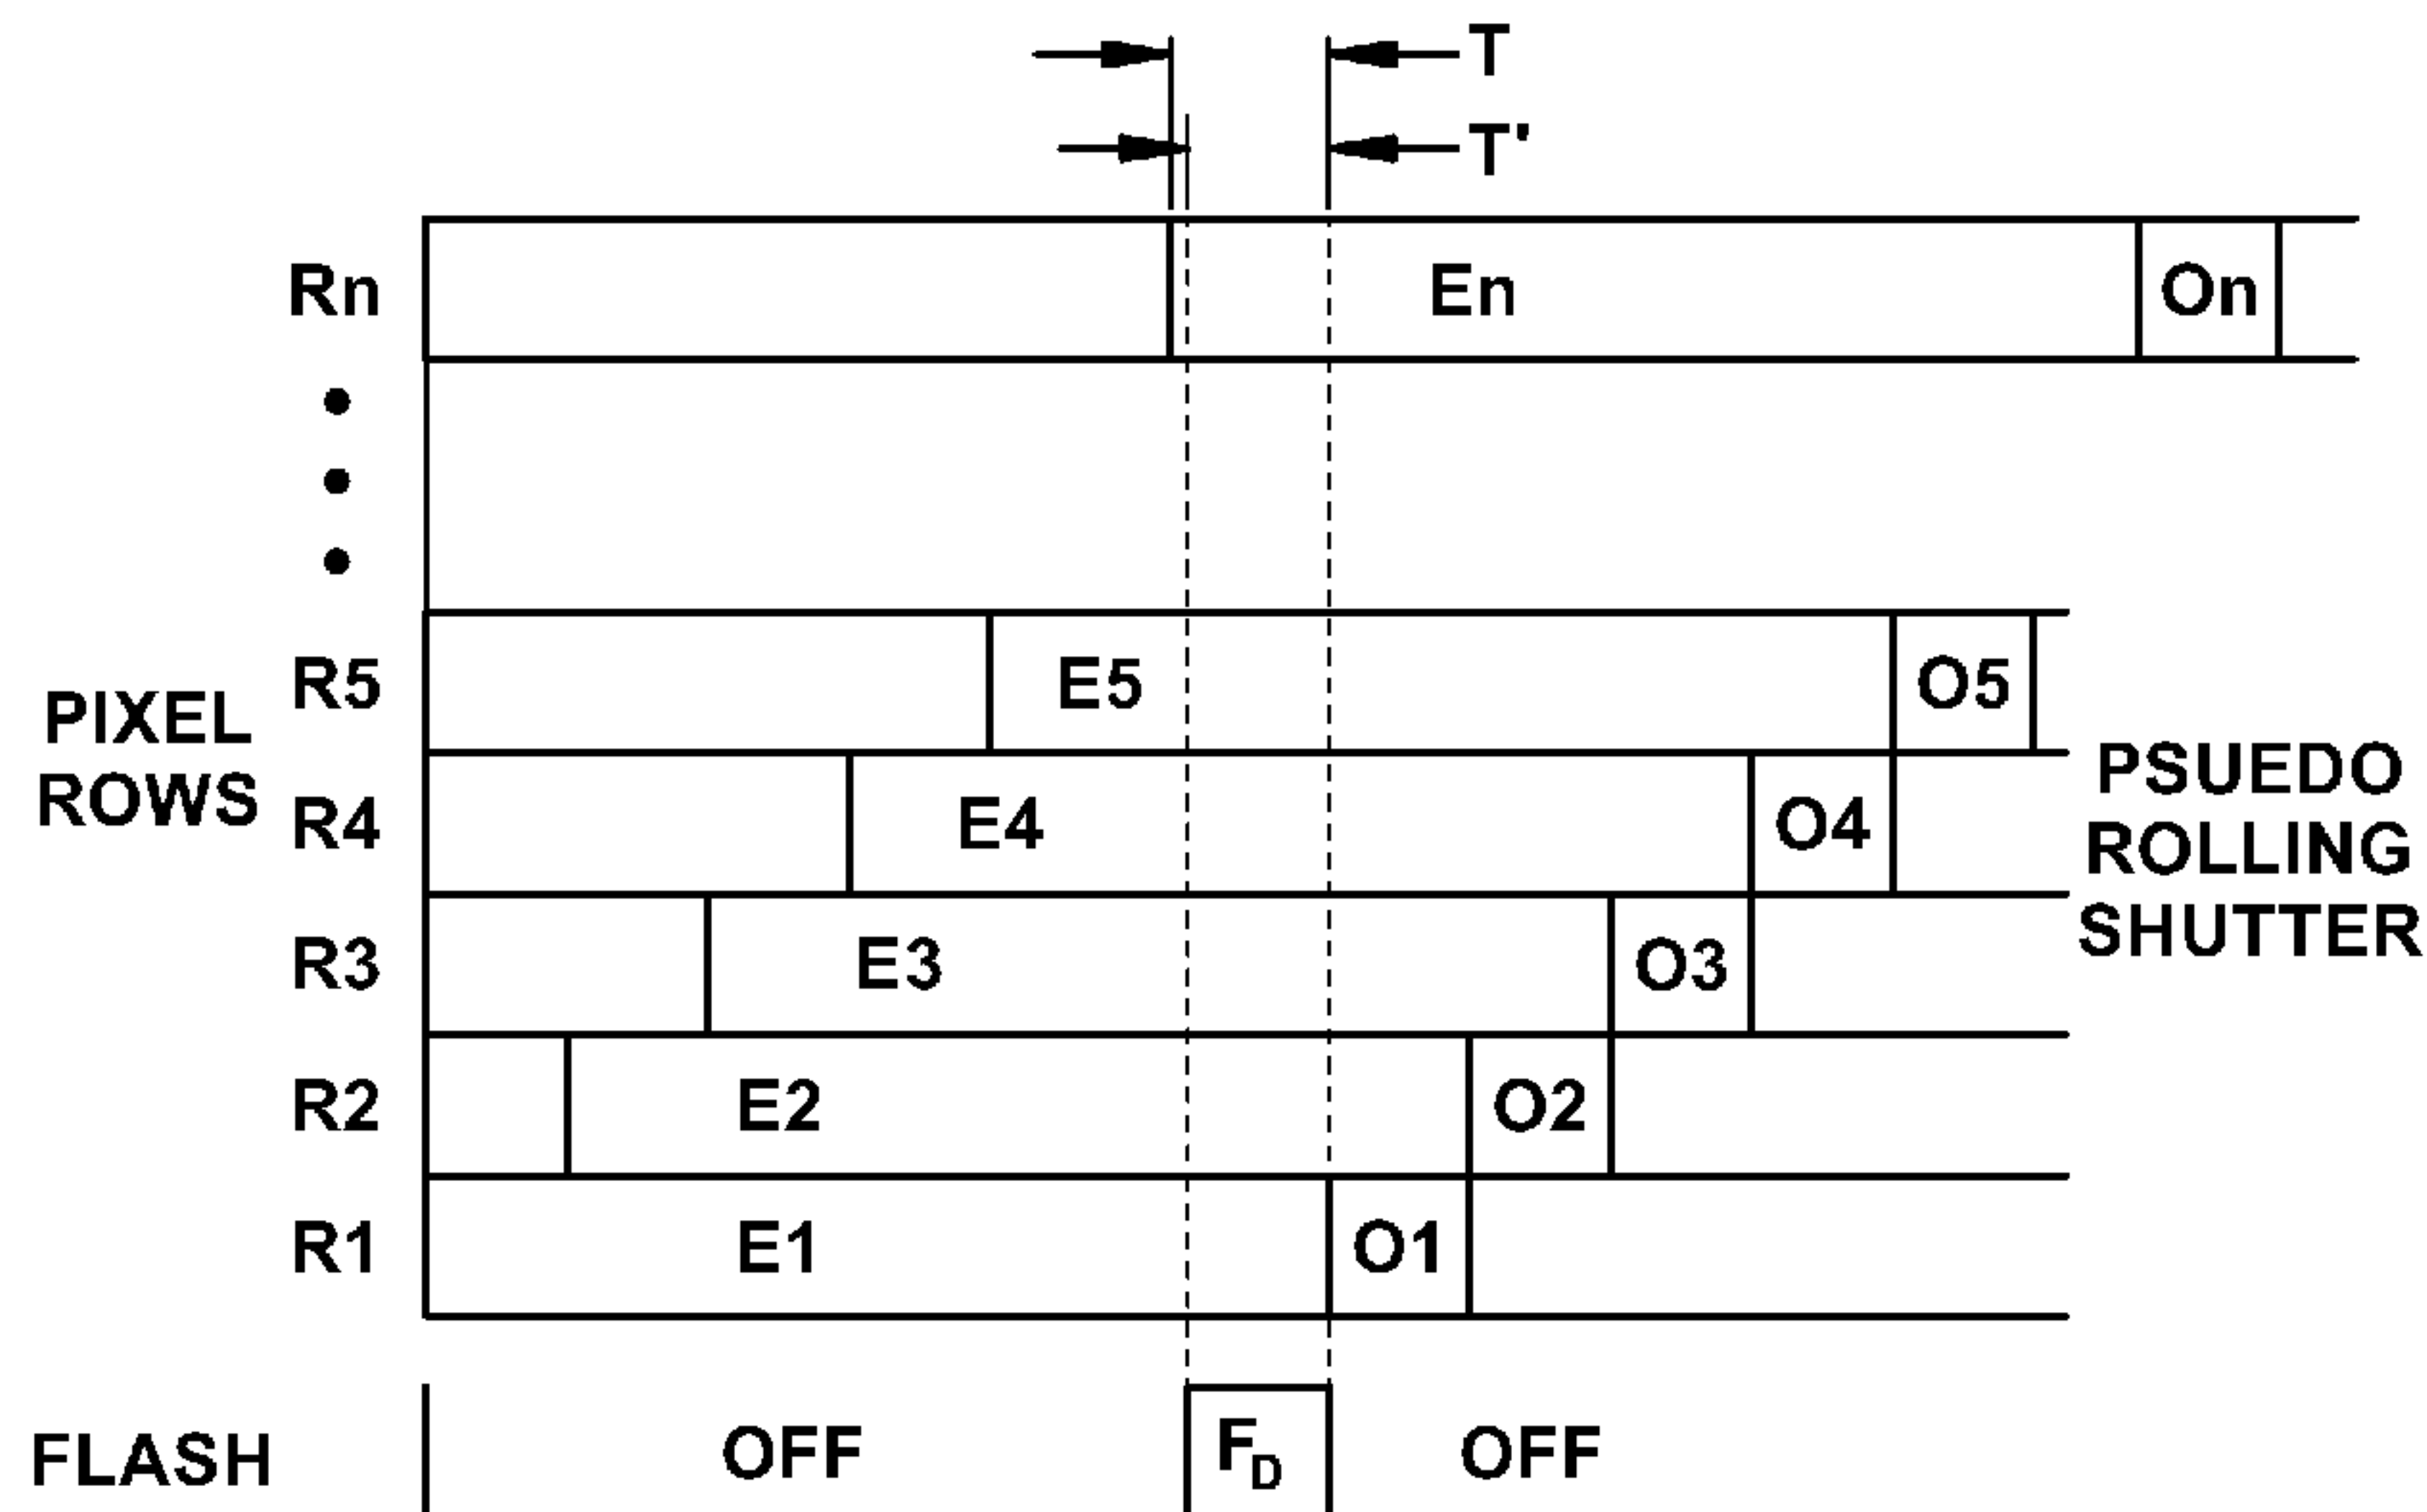 T
T'
Rn En On
R5 E5 O5
PIXEL
ROWS
R4 E4 O4
PSUEDO
ROLLING
SHUTTER
R3 E3 O3
R2 E2 O2
R1 E1 O1
FLASH OFF FD OFF